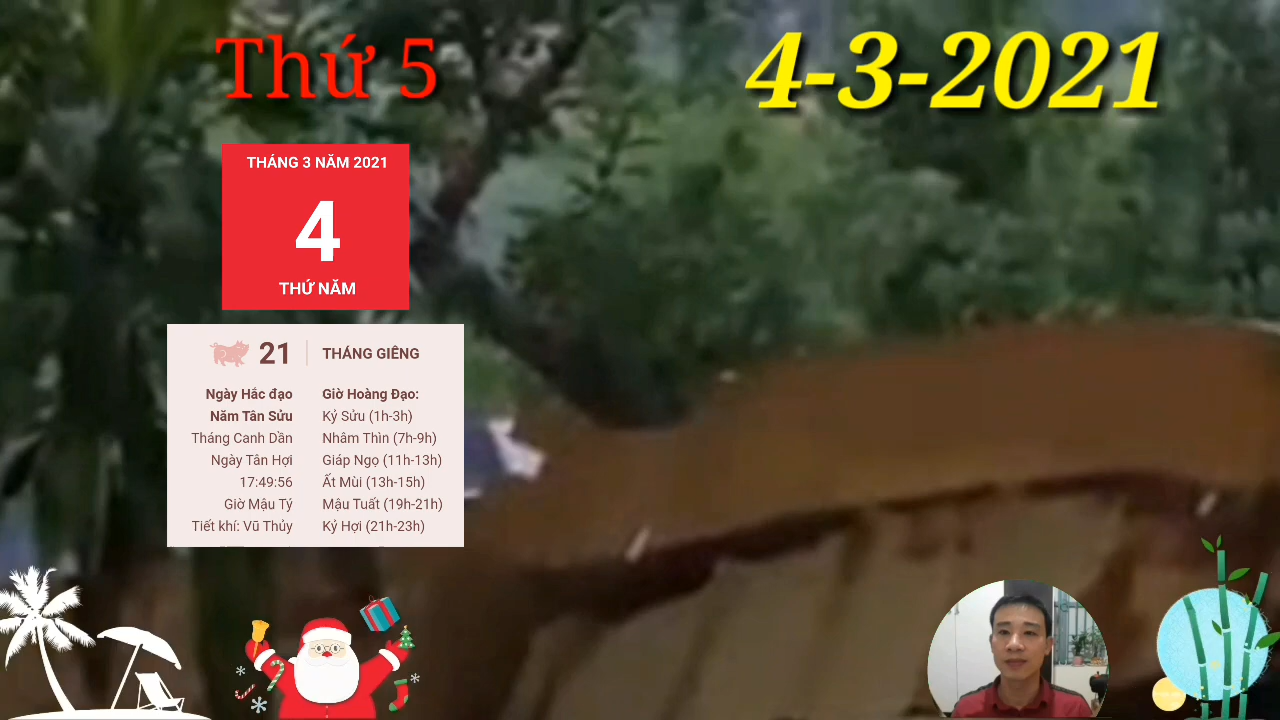 Thứ 5
4-3-2021
THÁNG 3 NĂM 2021
4
THỨ NĂM
21
THÁNG GIÊNG
Ngày Hắc đạo
Năm Tân Sửu
Tháng Canh Dần
Ngày Tân Hợi
17:49:56
Giờ Mậu Tý
Tiết khí: Vũ Thủy
Giờ Hoàng Đạo:
Kỷ Sửu (1h-3h)
Nhâm Thìn (7h-9h)
Giáp Ngọ (11h-13h)
Ất Mùi (13h-15h)
Mậu Tuất (19h-21h)
Kỷ Hợi (21h-23h)